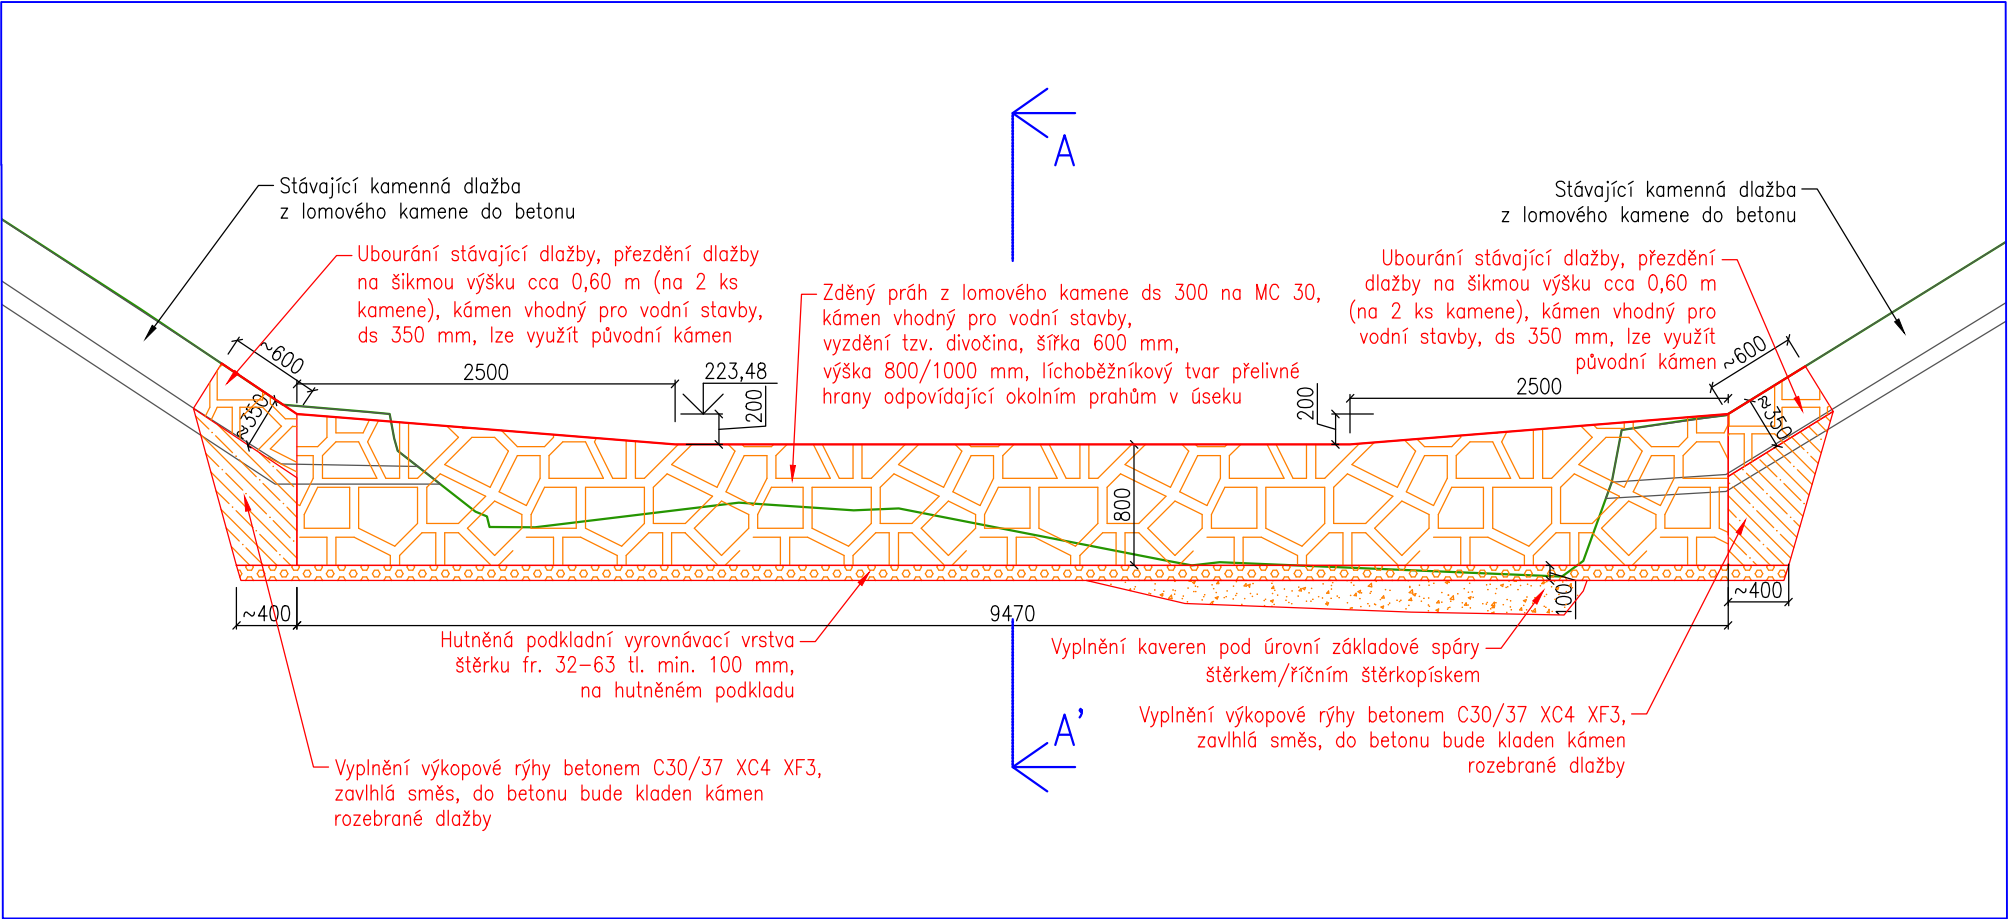 A
Stávající kamenná dlažba
z lomového kamene do betonu
Stávající kamenná dlažba
z lomového kamene do betonu
Ubourání stávající dlažby, přezdění dlažby
na šikmou výšku cca 0,60 m (na 2 ks
kamene), kámen vhodný pro vodní stavby,
ds 350 mm, lze využít původní kámen
Zděný práh z lomového kamene ds 300 na MC 30,
kámen vhodný pro vodní stavby,
vyzdění tzv. divočina, šířka 600 mm,
výška 800/1000 mm, líchoběžníkový tvar přelivné
hrany odpovídající okolním prahům v úseku
Ubourání stávající dlažby, přezdění
dlažby na šikmou výšku cca 0,60 m
(na 2 ks kamene), kámen vhodný pro
vodní stavby, ds 350 mm, lze využít
původní kámen
~600
2500
223,48
200
200
2500
~600
~350
~350
800
100
~400
9470
~400
Hutněná podkladní vyrovnávací vrstva
štěrku fr. 32-63 tl. min. 100 mm,
na hutněném podkladu
Vyplnění kaveren pod úrovní základové spáry
štěrkem/říčním štěrkopískem
A'
Vyplnění výkopové rýhy betonem C30/37 XC4 XF3,
zavlhlá směs, do betonu bude kladen kámen
rozebrané dlažby
Vyplnění výkopové rýhy betonem C30/37 XC4 XF3,
zavlhlá směs, do betonu bude kladen kámen
rozebrané dlažby